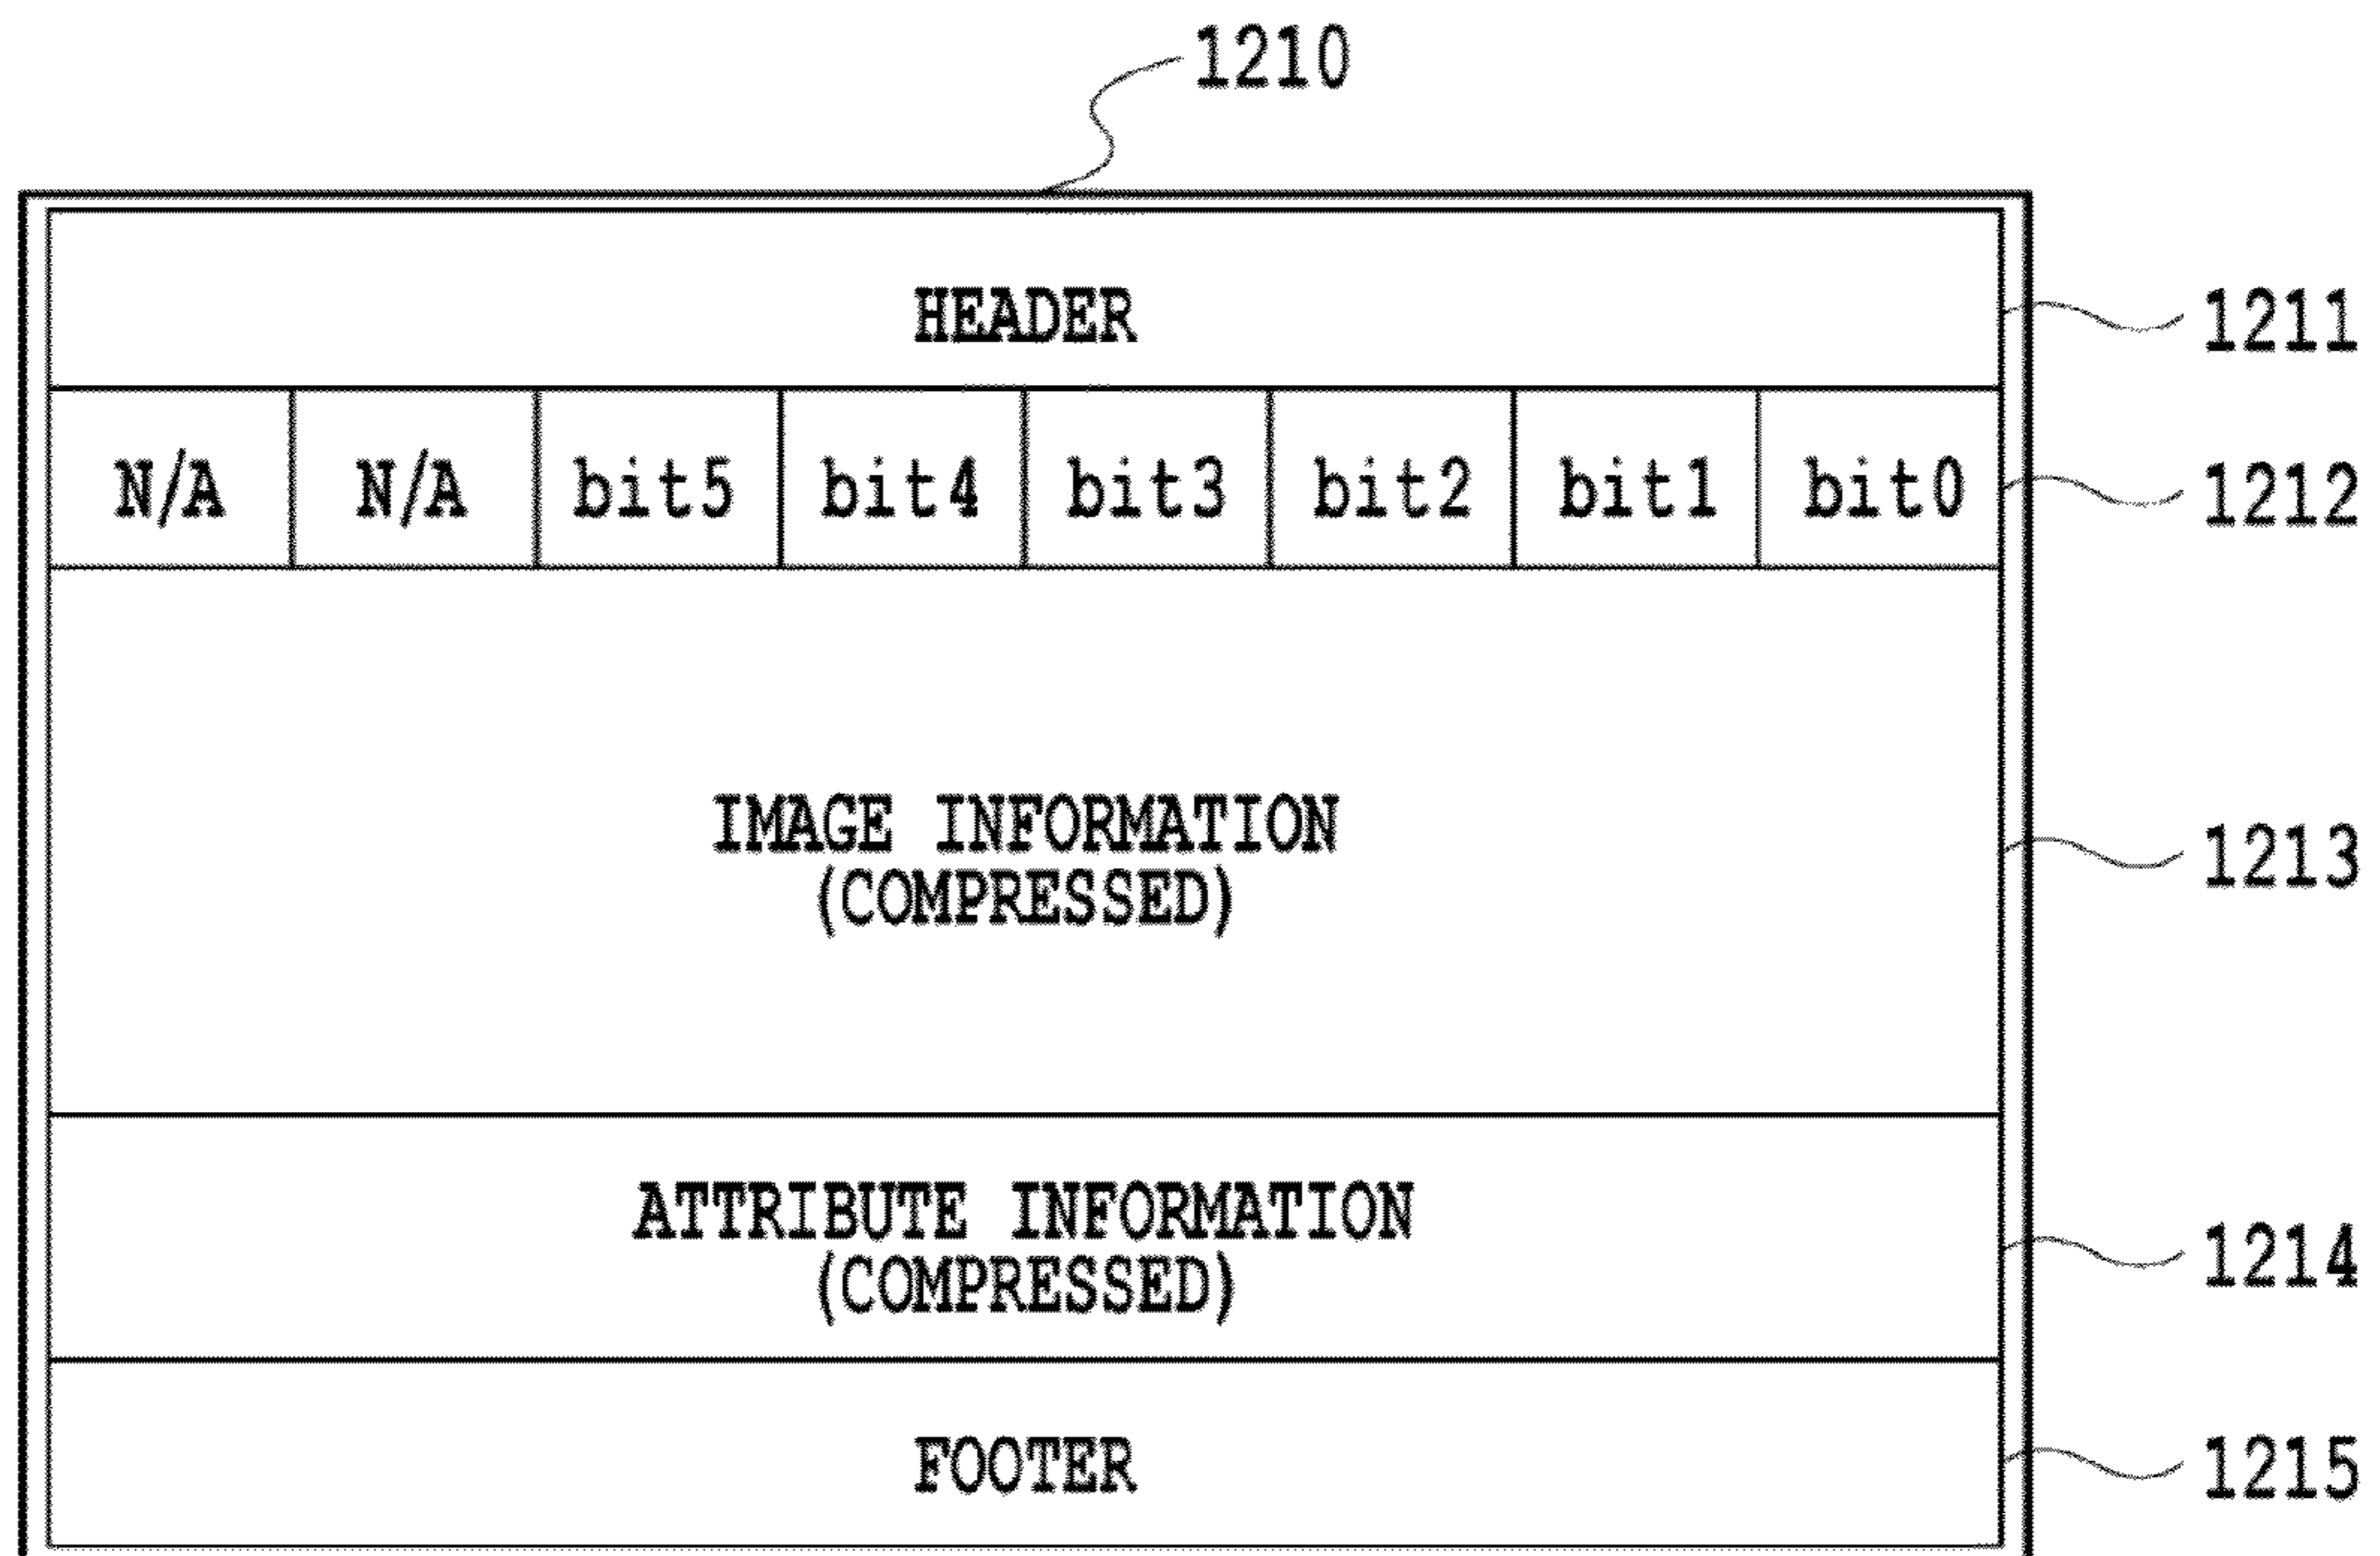 1210
HEADER 1211
N/A N/A bit5 bit4 bit3 bit2 bit1 bit0 1212
IMAGE INFORMATION
(COMPRESSED)
1213
ATTRIBUTE INFORMATION
(COMPRESSED)
1214
FOOTER 1215